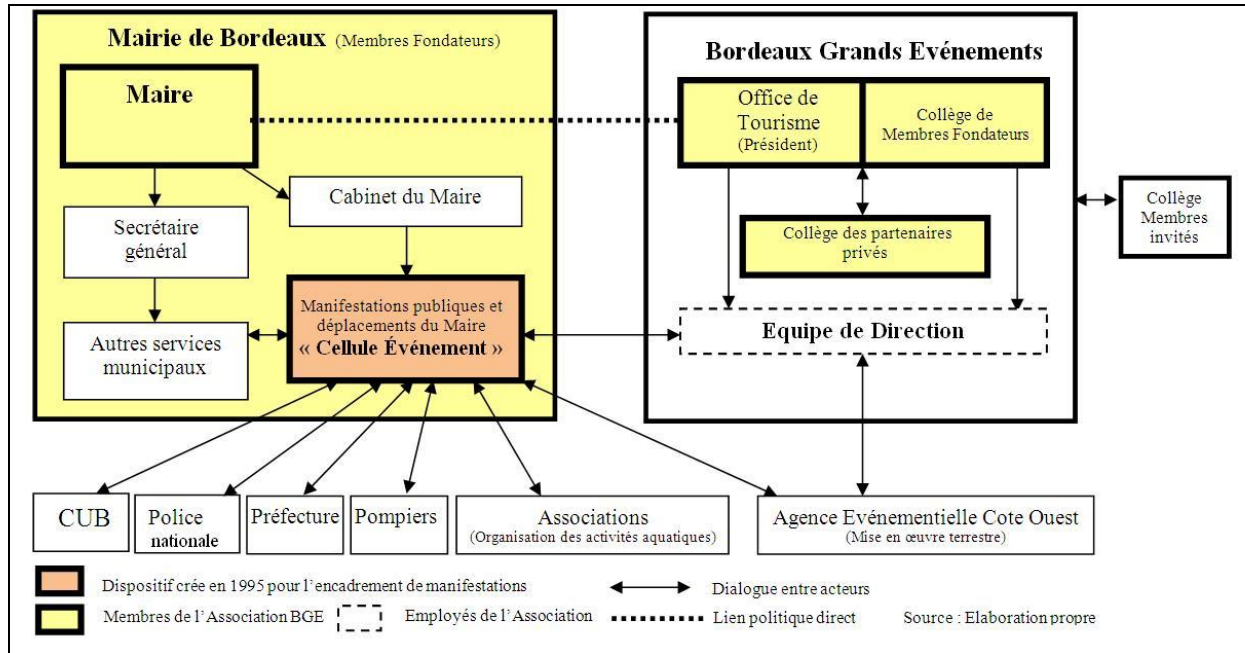 Mairie de Bordeaux (Membres Fondateurs)
Maire
Secrétaire
général
Cabinet du Maire
Autres services
municipaux
Manifestations publiques et
déplacements du Maire
« Cellule Événement »
Bordeaux Grands Evénements
Office de
Tourisme
(Président)
Collège de
Membres Fondateurs
Collège des partenaires
privés
Equipe de Direction
Collège
Membres
invités
CUB
Police
nationale
Préfecture
Pompiers
Associations
(Organisation des activités aquatiques)
Agence Evénementielle Cote Ouest
(Mise en œuvre terrestre)
Dispositif crée en 1995 pour l’encadrement de manifestations
Dialogue entre acteurs
Membres de l’Association BGE
Employés de l’Association
Lien politique direct
Source : Elaboration propre